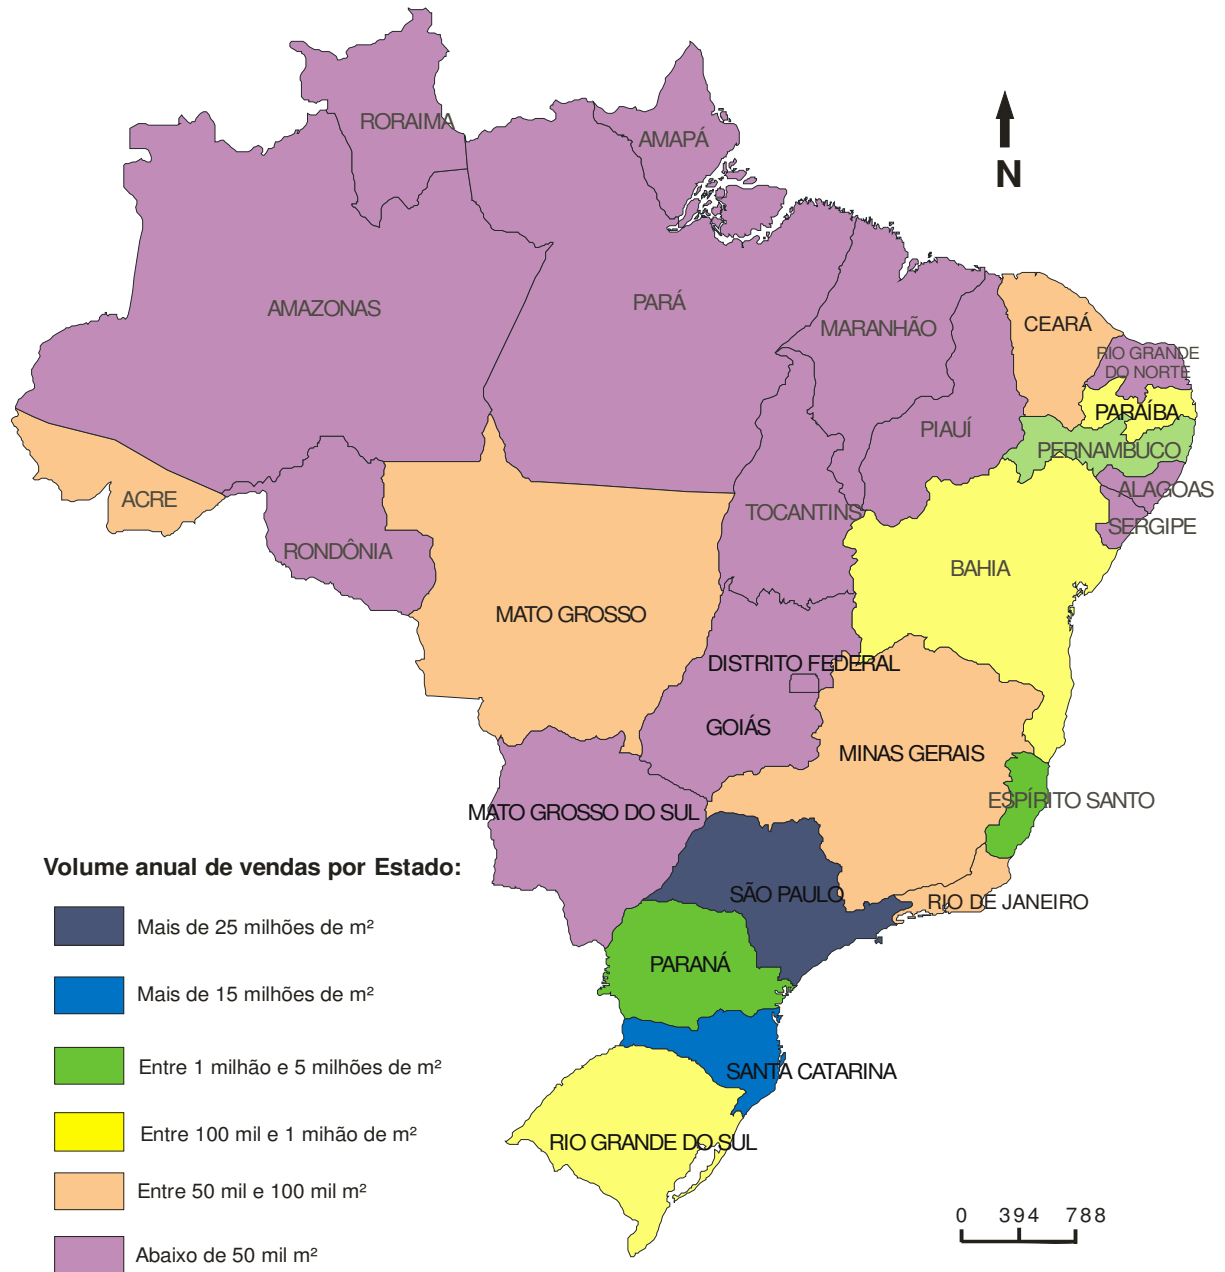 RORAIMA
AMAPÁ
N
AMAZONAS
PARÁ
MARANHÃO
CEARÁ
RIO GRANDE
DO NORTE
PARAÍBA
PIAUÍ
PERNAMBUCO
ACRE
ALAGOAS
TOCANTINS
SERGIPE
RONDÔNIA
BAHIA
MATO GROSSO
DISTRITO FEDERAL
GOIÁS
MINAS GERAIS
ESPÍRITO SANTO
MATO GROSSO DO SUL
SÃO PAULO
RIO DE JANEIRO
PARANÁ
SANTA CATARINA
RIO GRANDE DO SUL
Volume anual de vendas por Estado:
Mais de 25 milhões de m²
Mais de 15 milhões de m²
Entre 1 milhão e 5 milhões de m²
Entre 100 mil e 1 mihão de m²
Entre 50 mil e 100 mil m²
Abaixo de 50 mil m²
0 394 788